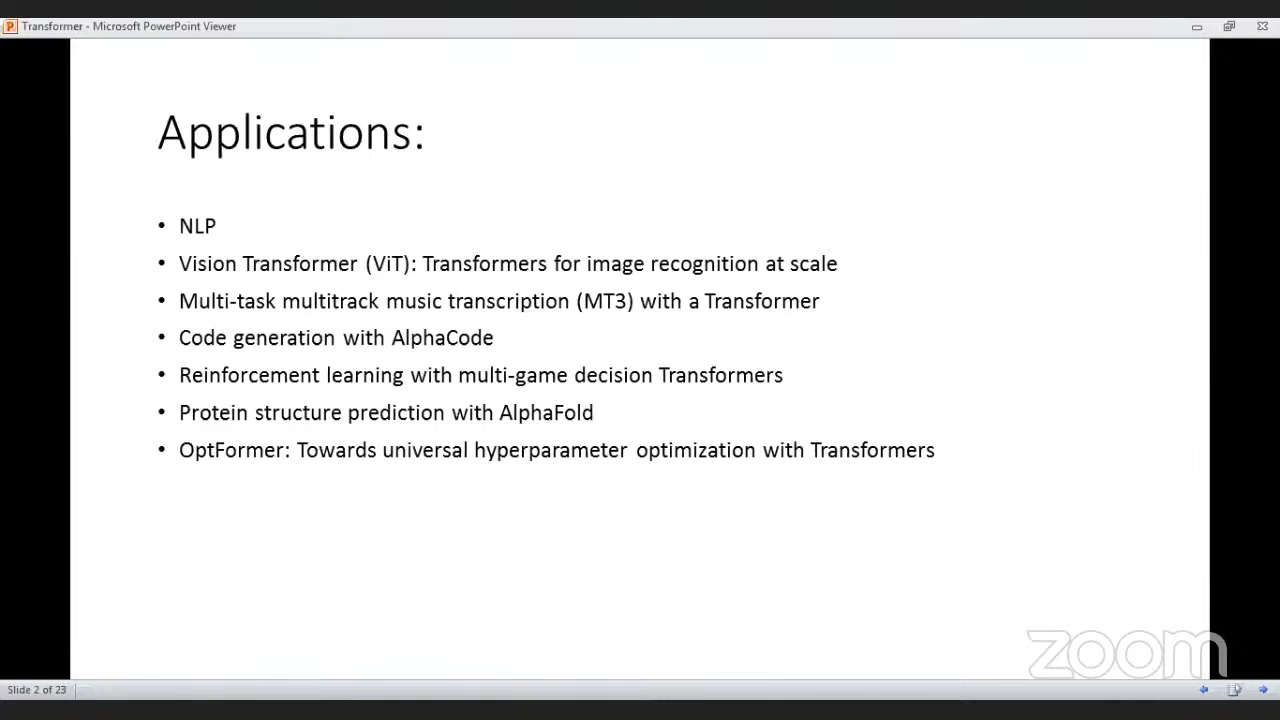 Transformer - Microsoft PowerPoint Viewer
Applications:
• NLP
• Vision Transformer (ViT): Transformers for image recognition at scale
• Multi-task multitrack music transcription (MT3) with a Transformer
• Code generation with AlphaCode
• Reinforcement learning with multi-game decision Transformers
• Protein structure prediction with AlphaFold
• OptFormer: Towards universal hyperparameter optimization with Transformers
zoom
Slide 2 of 23